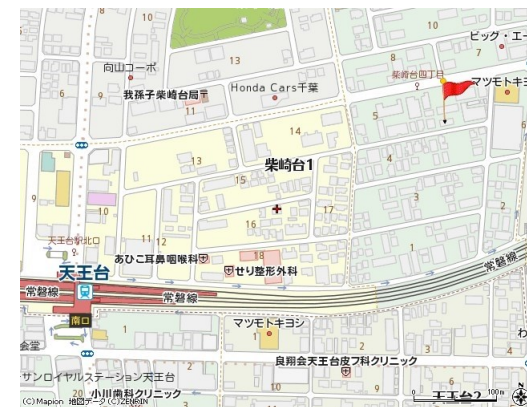 ビッグ・エー
向山コーポ
マツモトキヨ
柴崎台四丁目
Honda Cars千葉
我孫子柴崎台局
柴崎台1
天王台駅北口
あびこ耳鼻咽喉科
せり整形外科
天王台
常磐線
常磐線
常磐線
南口
マツモトキヨシ
会堂
良翔会天王台皮フ科クリニック
サンロイヤルステーション天王台
小川歯科クリニック
天王台2
0 100m
(C)Mapion 地図データ(C)ZENRIN